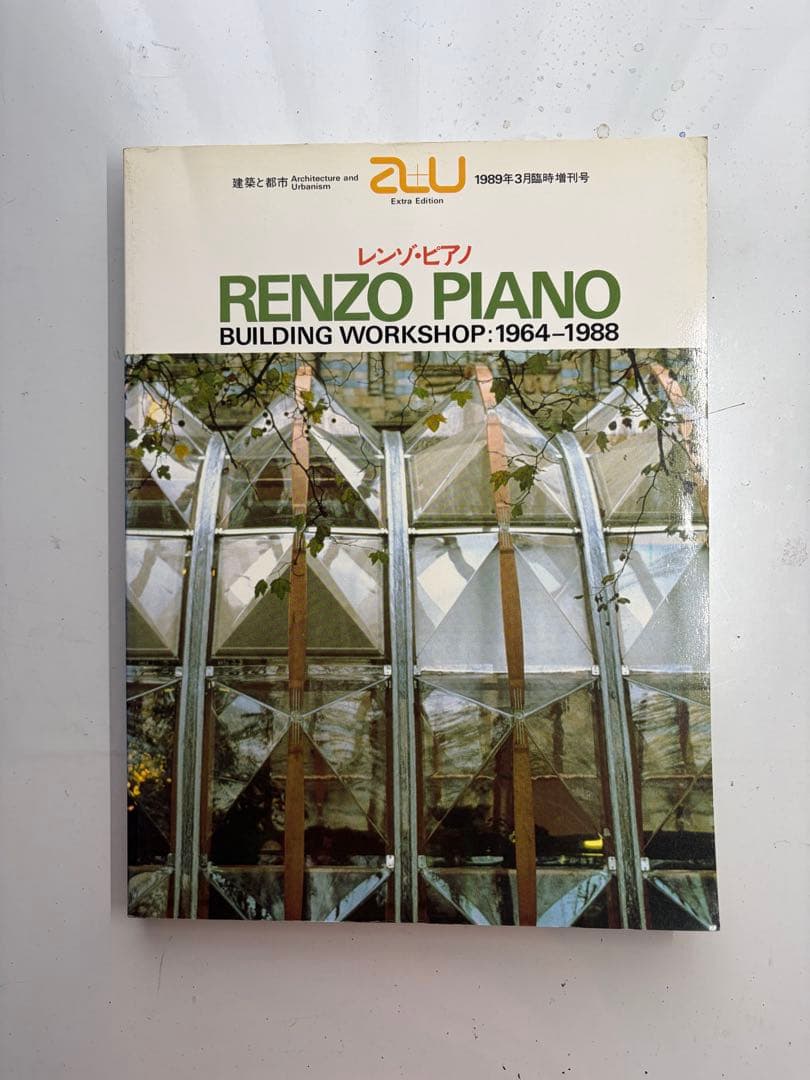 建築と都市 Architecture and Urbanism a+u 1989年3月臨時増刊号
Extra Edition
レンゾ・ピアノ
RENZO PIANO
BUILDING WORKSHOP: 1964–1988